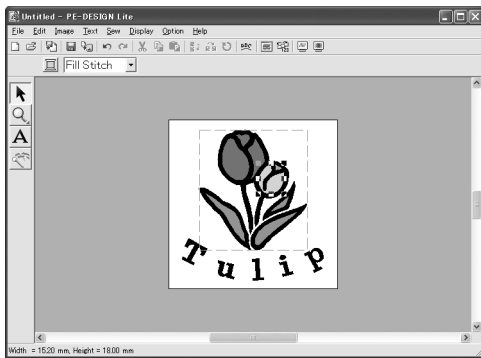 Untitled - PE-DESIGN Lite
File Edit Image Text Sew Display Option Help
abc
Fill Stitch
A
Tulip
Width = 15.20 mm, Height = 18.00 mm